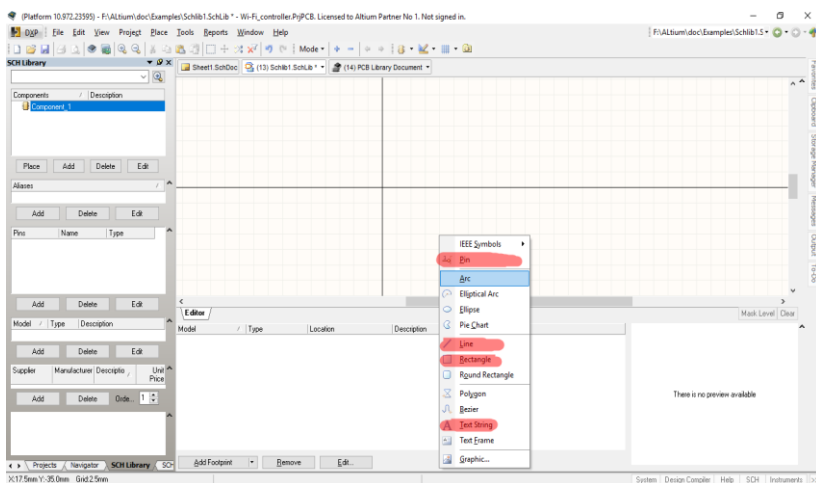 (Platform 10.972.23595) - F:\ALtium\doc\Examples\Schlib1.SchLib * - Wi-Fi_controller.PrjPCB. Licensed to Altium Partner No 1. Not signed in.
DXP File Edit View Project Place Tools Reports Window Help F:\ALtium\doc\Examples\Schlib1.S
Mode
SCH Library
Sheet1.SchDoc (13) Schlib1.SchLib * (14) PCB Library Document
Components / Description
Component_1
Place Add Delete Edit
Aliases /
Add Delete Edit
Pins Name Type
Add Delete Edit
Model / Type Description
Add Delete Edit
Supplier Manufacturer Descriptio / Unit Price
Add Delete Orde... 1
Projects Navigator SCH Library SCH
X:17.5mm Y:-35.0mm Grid:2.5mm
IEEE Symbols
Pin
Arc
Elliptical Arc
Ellipse
Pie Chart
Line
Rectangle
Round Rectangle
Polygon
Bezier
Text String
Text Frame
Graphic...
Editor
Mask Level Clear
Model / Type Location Description
There is no preview available
Add Footprint Remove Edit...
System Design Compiler Help SCH Instruments
Favorites
Clipboard
Storage Manager
Messages
Output
To-Do